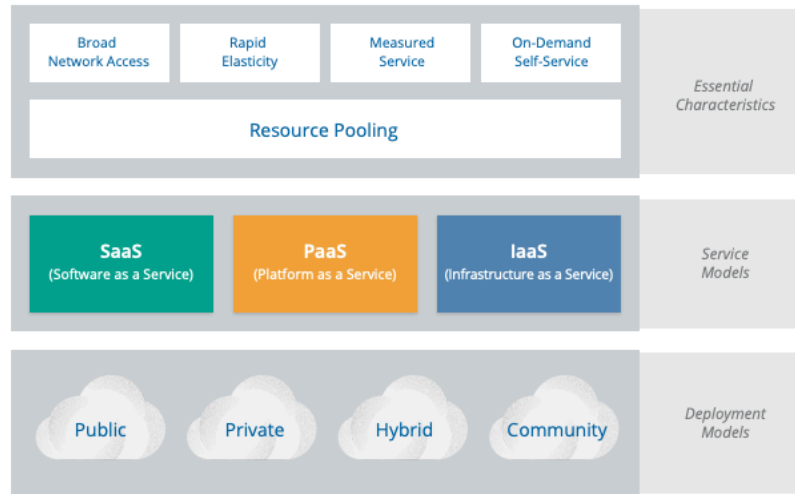 Broad
Network Access
Rapid
Elasticity
Measured
Service
On-Demand
Self-Service
Resource Pooling
Essential
Characteristics
SaaS
(Software as a Service)
PaaS
(Platform as a Service)
IaaS
(Infrastructure as a Service)
Service
Models
Public
Private
Hybrid
Community
Deployment
Models